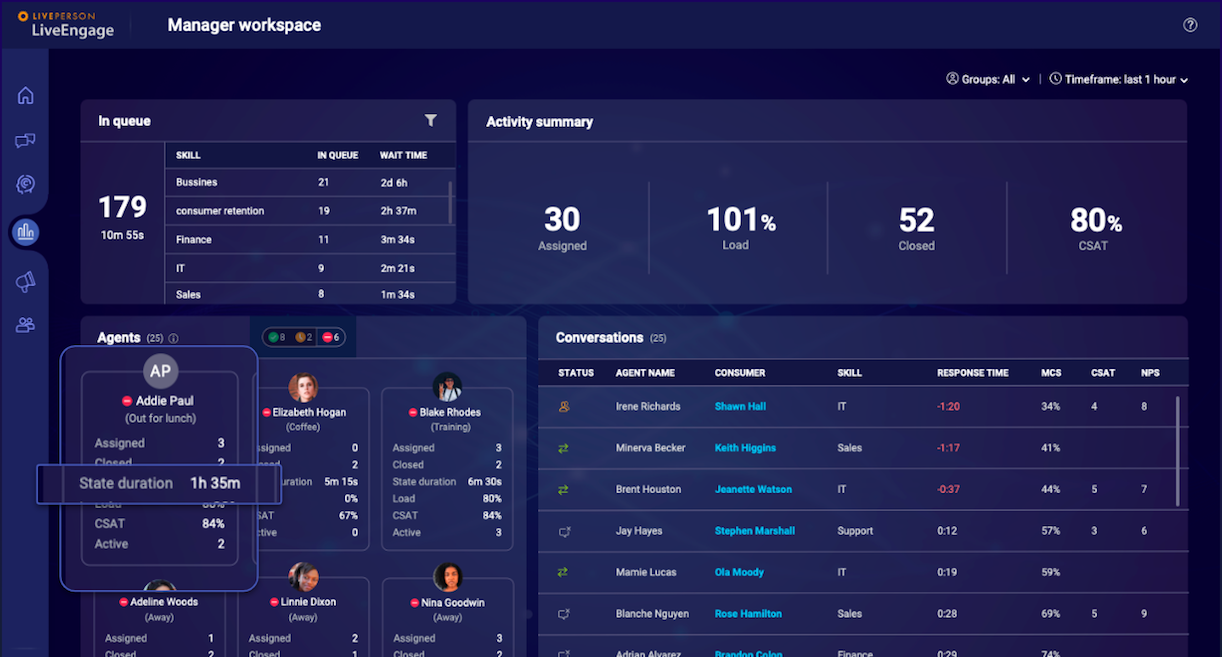 LIVEPERSON
LiveEngage
Manager workspace
Groups: All
Timeframe: last 1 hour
In queue
SKILL IN QUEUE WAIT TIME
179
10m 55s
Bussines 21 2d 6h
consumer retention 19 2h 37m
Finance 11 3m 34s
IT 9 2m 21s
Sales 8 1m 34s
Activity summary
30 101% 52 80%
Assigned Load Closed CSAT
Agents (25)
8 2 6
AP
Addie Paul
(Out for lunch)
Assigned 3
Closed 2
State duration 1h 35m
Load 80%
CSAT 84%
Active 2
Elizabeth Hogan
(Coffee)
ssigned 0
osed 2
uration 5m 15s
0%
SAT 67%
ctive 0
Blake Rhodes
(Training)
Assigned 3
Closed 2
State duration 6m 30s
Load 80%
CSAT 84%
Active 3
Adeline Woods
(Away)
Assigned 1
Closed 2
Linnie Dixon
(Away)
Assigned 2
Closed 1
Nina Goodwin
(Away)
Assigned 3
Closed 2
Conversations (25)
STATUS AGENT NAME CONSUMER SKILL RESPONSE TIME MCS CSAT NPS
Irene Richards Shawn Hall IT -1:20 34% 4 8
Minerva Becker Keith Higgins Sales -1:17 41%
Brent Houston Jeanette Watson IT -0:37 44% 5 7
Jay Hayes Stephen Marshall Support 0:12 57% 3 6
Mamie Lucas Ola Moody IT 0:19 59%
Blanche Nguyen Rose Hamilton Sales 0:28 69% 5 9
Adrian Alvarez Brandon Colon Finance 0:29 74%